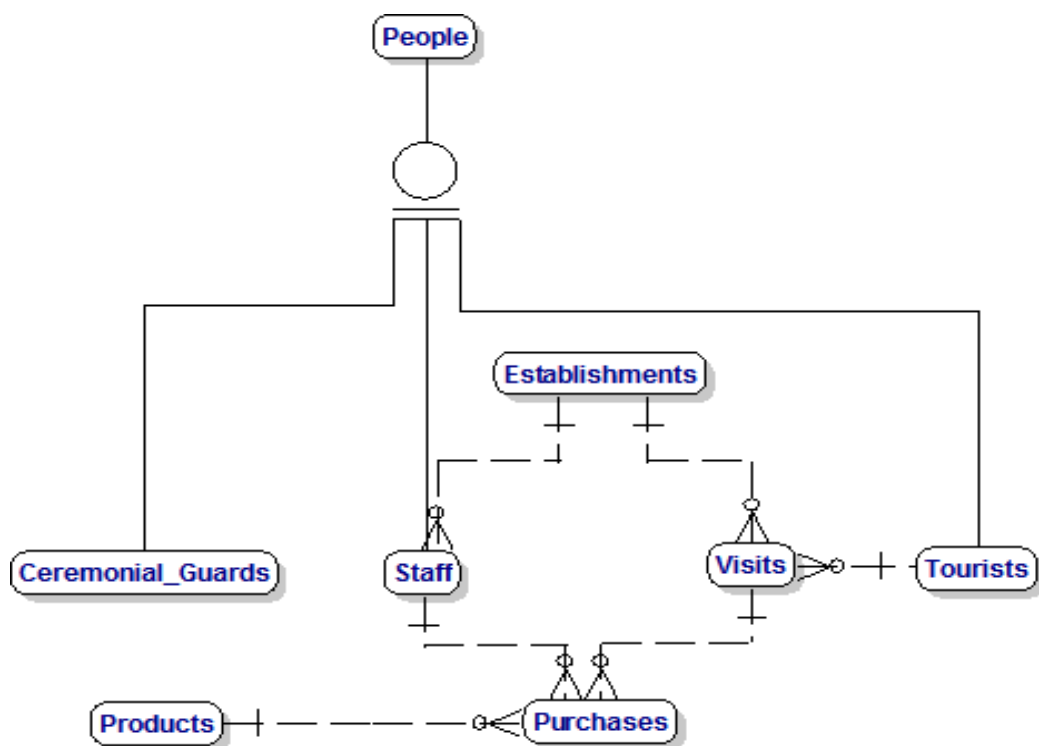 People
Establishments
Ceremonial_Guards
Staff
Visits
Tourists
Products
Purchases